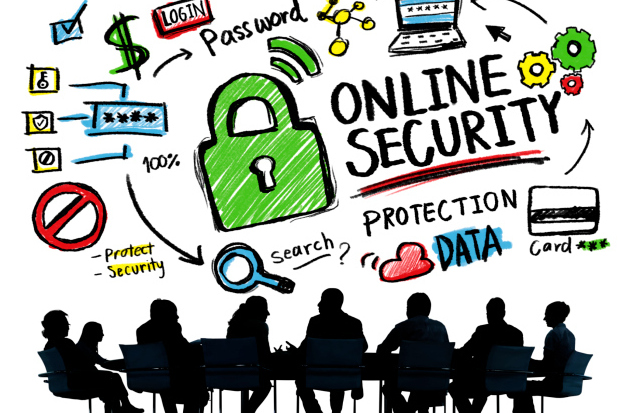 LOGIN
Password
****
ONLINE
SECURITY
****
100%
PROTECTION
DATA
- Protect
- Security
search?
Card ***